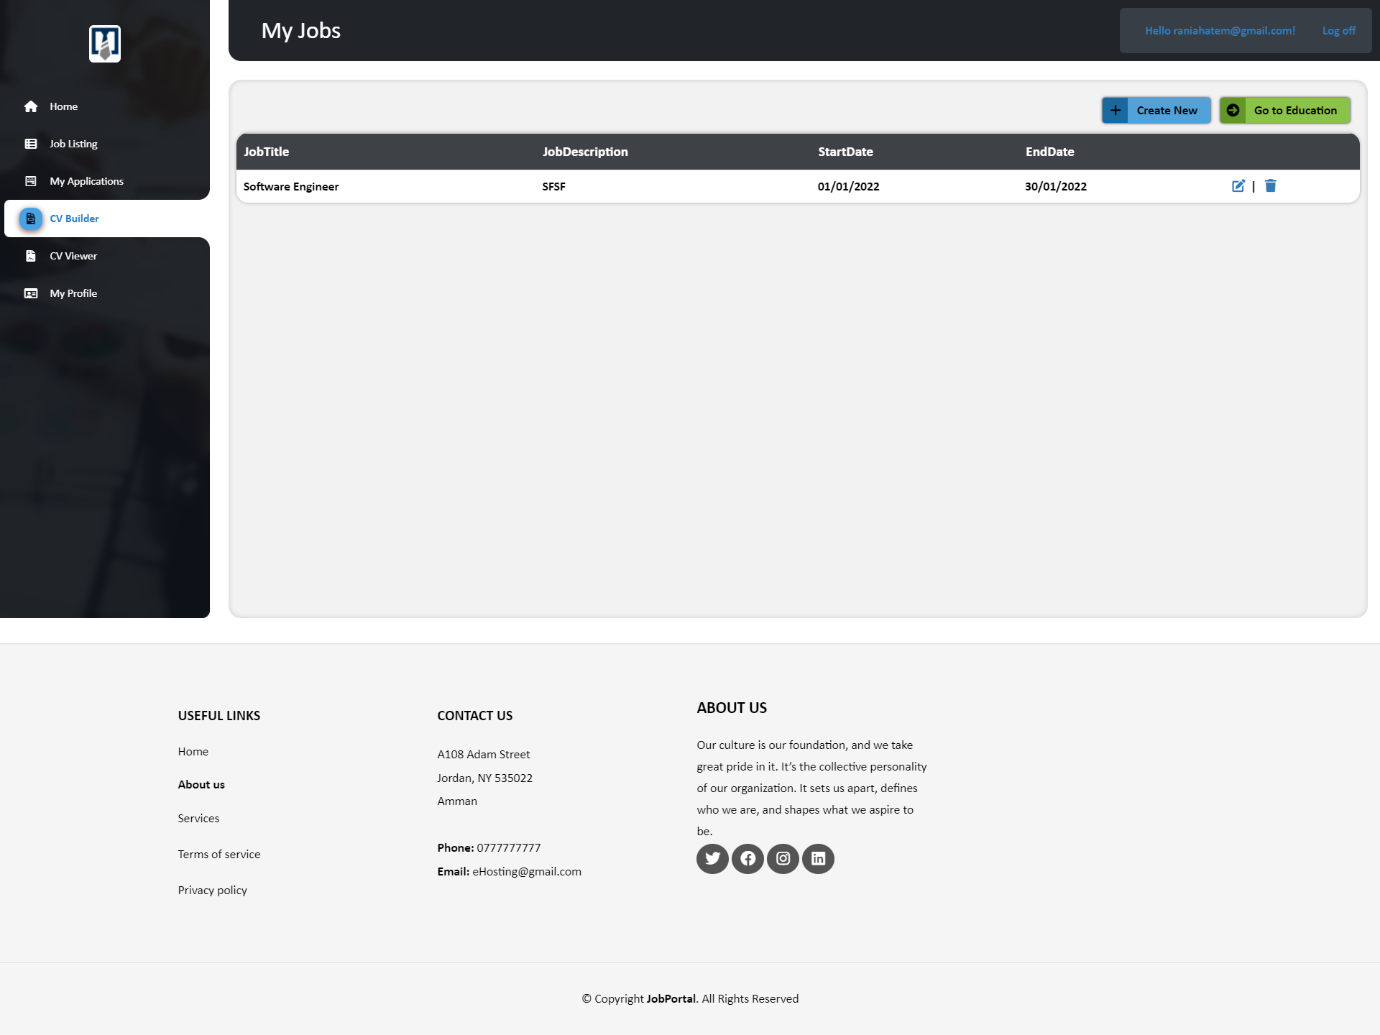 My Jobs
Hello raniahatem@gmail.com!
Log off
Home
Job Listing
My Applications
CV Builder
CV Viewer
My Profile
Create New
Go to Education
JobTitle JobDescription StartDate EndDate
Software Engineer SFSF 01/01/2022 30/01/2022 |
USEFUL LINKS
Home
About us
Services
Terms of service
Privacy policy
CONTACT US
A108 Adam Street
Jordan, NY 535022
Amman
Phone: 0777777777
Email: eHosting@gmail.com
ABOUT US
Our culture is our foundation, and we take
great pride in it. It’s the collective personality
of our organization. It sets us apart, defines
who we are, and shapes what we aspire to
be.
© Copyright JobPortal. All Rights Reserved